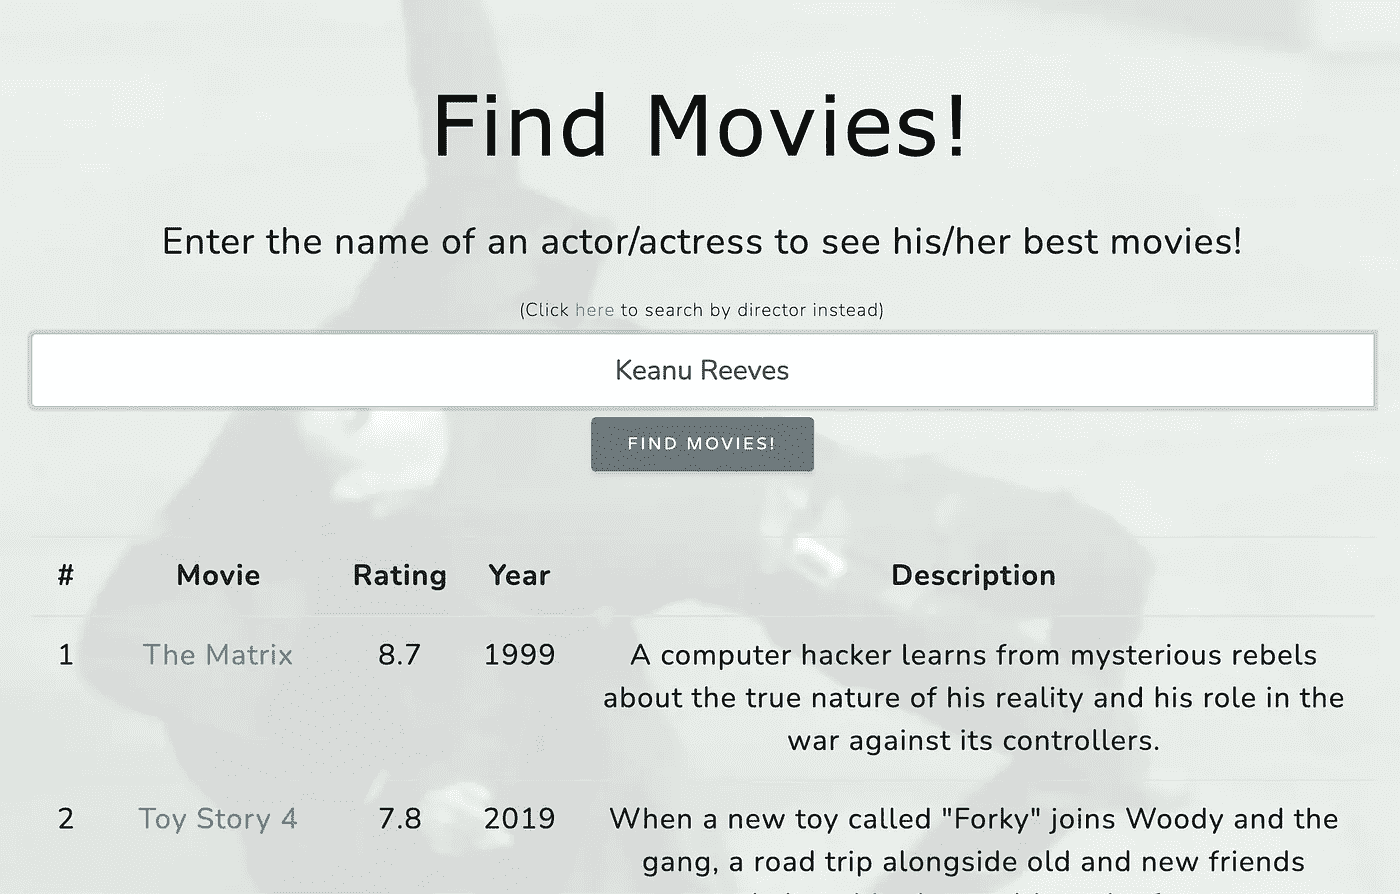 Find Movies!
Enter the name of an actor/actress to see his/her best movies!
(Click here to search by director instead)
Keanu Reeves
FIND MOVIES!
# Movie Rating Year Description
1 The Matrix 8.7 1999 A computer hacker learns from mysterious rebels
about the true nature of his reality and his role in the
war against its controllers.
2 Toy Story 4 7.8 2019 When a new toy called "Forky" joins Woody and the
gang, a road trip alongside old and new friends